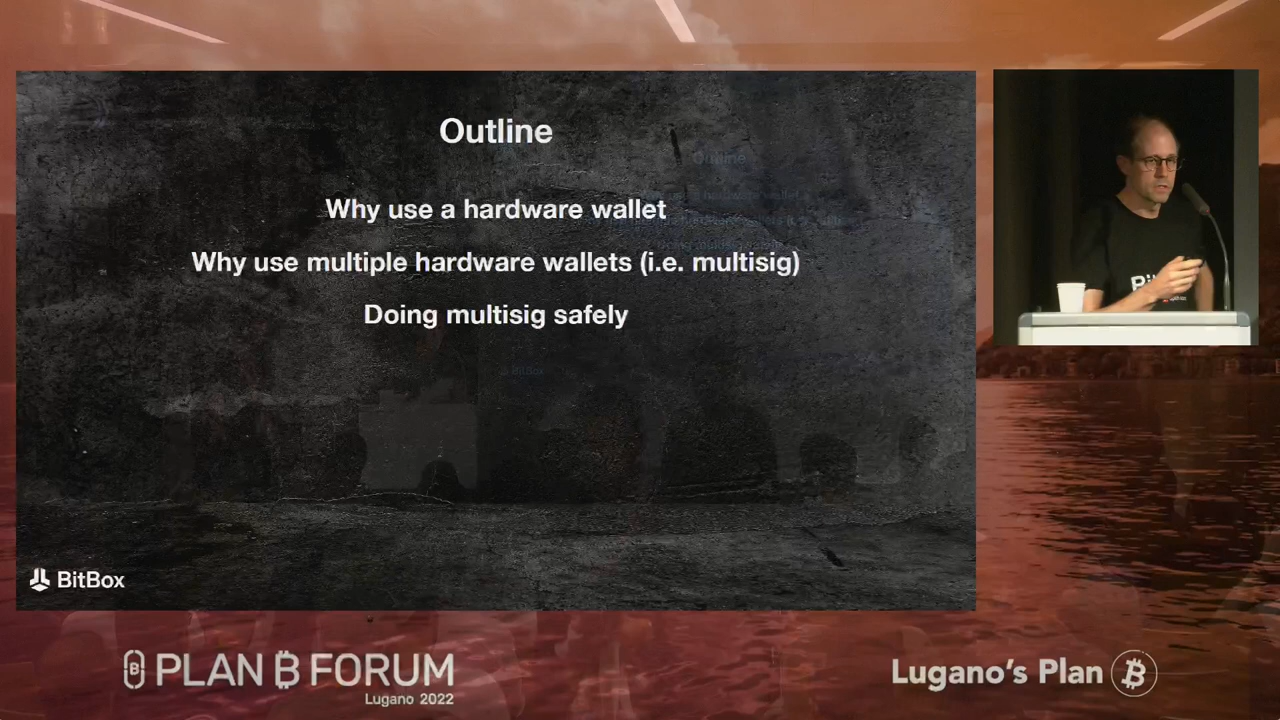 Outline
Why use a hardware wallet
Why use multiple hardware wallets (i.e. multisig)
Doing multisig safely
BitBox
PLAN ₿ FORUM
Lugano 2022
Lugano's Plan ₿